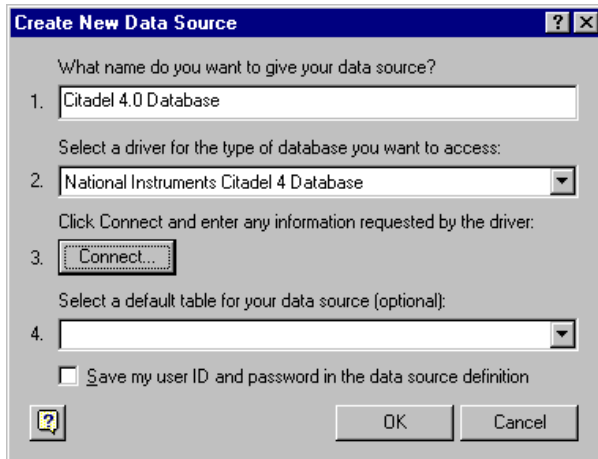 Create New Data Source
What name do you want to give your data source?
1. Citadel 4.0 Database
Select a driver for the type of database you want to access:
2. National Instruments Citadel 4 Database
Click Connect and enter any information requested by the driver:
3. Connect...
Select a default table for your data source (optional):
4.
Save my user ID and password in the data source definition
OK Cancel